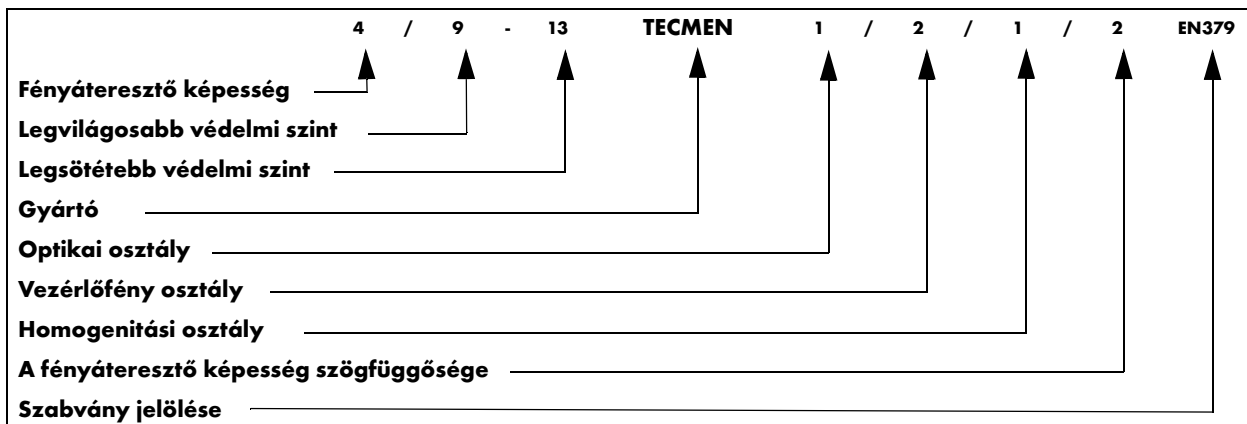 4 / 9 - 13 TECMEN 1 / 2 / 1 / 2 EN379
Fényáteresztő képesség
Legvilágosabb védelmi szint
Legsötétebb védelmi szint
Gyártó
Optikai osztály
Vezérlőfény osztály
Homogenitási osztály
A fényáteresztő képesség szögfüggősége
Szabvány jelölése